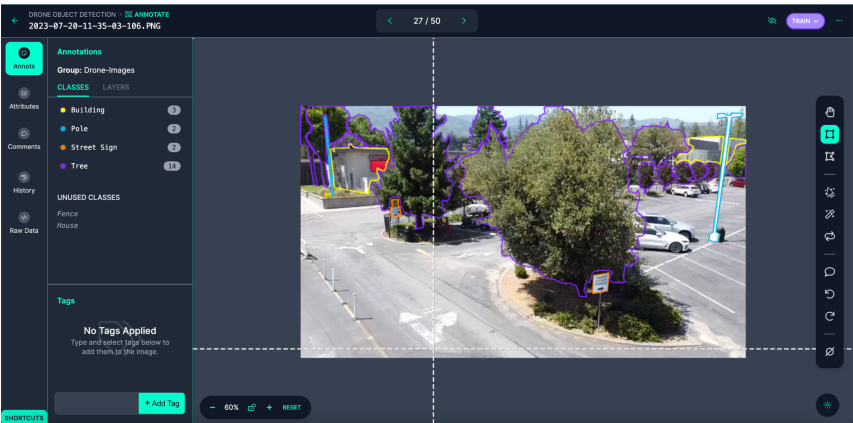 DRONE OBJECT DETECTION > ANNOTATE
2023-07-20-11-35-03-106.PNG
27 / 50
TRAIN
Annots
Attributes
Comments
History
Raw Data
SHORTCUTS
Annotations
Group: Drone-Images
CLASSES LAYERS
Building 3
Pole 2
Street Sign 2
Tree 14
UNUSED CLASSES
Fence
House
Tags
No Tags Applied
Type and select tags below to
add them to the image.
+ Add Tag
− 60% + RESET